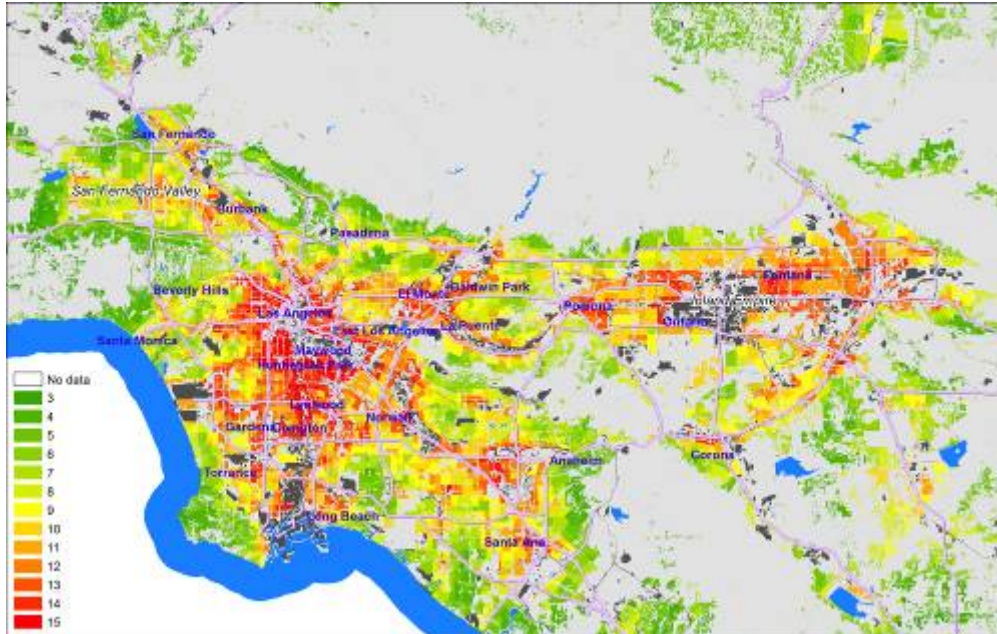 San Fernando
San Fernando Valley
Burbank
Pasadena
Beverly Hills
El Monte
Baldwin Park
Fontana
Inland Empire
Pomona
Ontario
Los Angeles
East Los Angeles
La Puente
Santa Monica
Maywood
Huntington Park
Lynwood
Norwalk
Gardena
Compton
Anaheim
Corona
Torrance
Long Beach
Santa Ana
No data
3
4
5
6
7
8
9
10
11
12
13
14
15